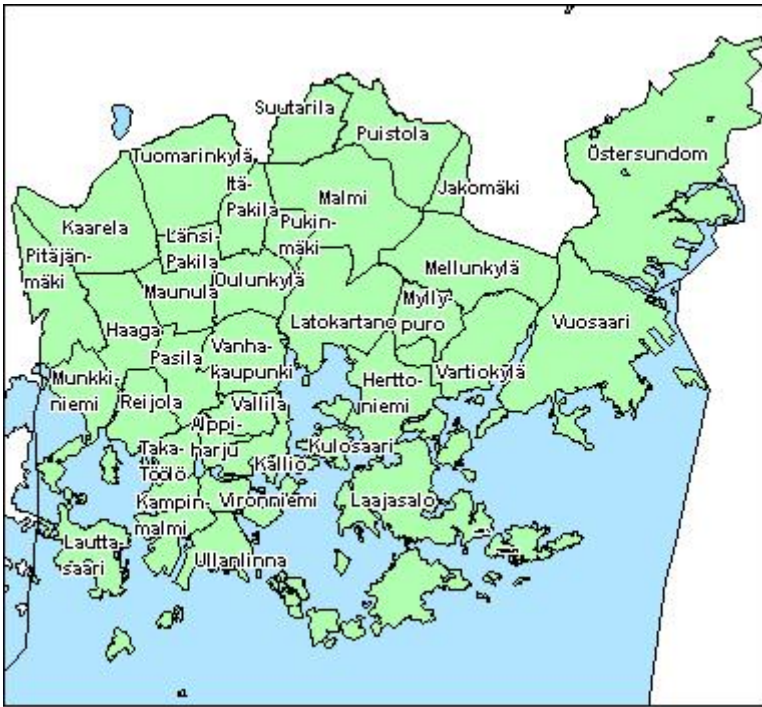 Suutarila
Puistola
Östersundom
Tuomarinkylä
Itä-
Pakila
Malmi
Jakomäki
Kaarela
Länsi-
Pakila
Pukin-
mäki
Pitäjän-
mäki
Mellunkylä
Maunula
Oulunkylä
Haaga
Latokartano
Mylly-
puro
Vuosaari
Pasila
Vanha-
kaupunki
Munkki-
niemi
Reijola
Hertto-
niemi
Vartiokylä
Vallila
Alppi-
harju
Taka-
Töölö
Kallio
Kulosaari
Kampin-
malmi
Vironniemi
Laajasalo
Lautta-
saari
Ullanlinna